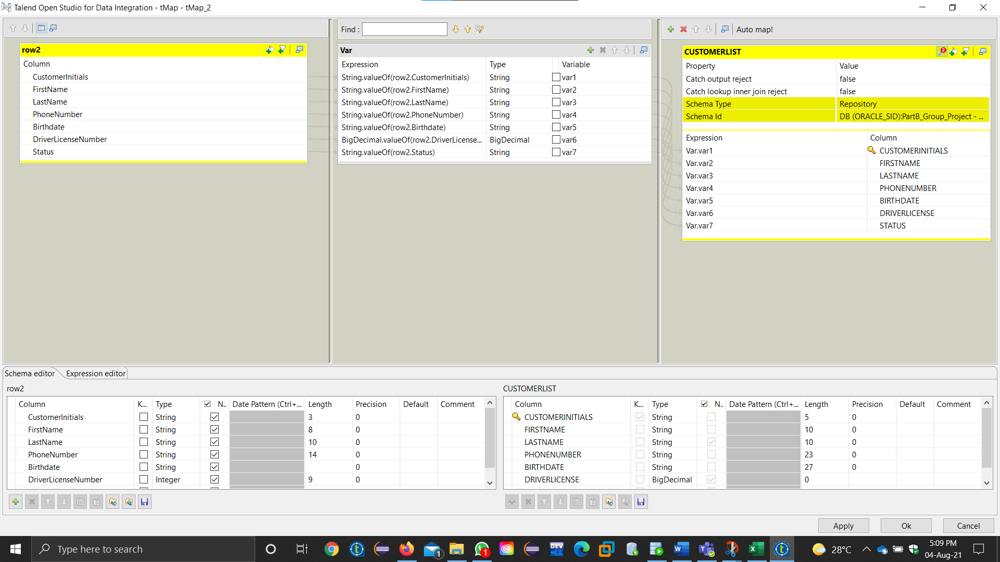 Talend Open Studio for Data Integration - tMap - tMap_2
row2
Column
CustomerInitials
FirstName
LastName
PhoneNumber
Birthdate
DriverLicenseNumber
Status
Find :
Var
Expression Type Variable
String.valueOf(row2.CustomerInitials) String var1
String.valueOf(row2.FirstName) String var2
String.valueOf(row2.LastName) String var3
String.valueOf(row2.PhoneNumber) String var4
String.valueOf(row2.Birthdate) String var5
BigDecimal.valueOf(row2.DriverLicense... BigDecimal var6
String.valueOf(row2.Status) String var7
Auto map!
CUSTOMERLIST 2
Property Value
Catch output reject false
Catch lookup inner join reject false
Schema Type Repository
Schema Id DB (ORACLE_SID):PartB_Group_Project - ...
Expression Column
Var.var1 CUSTOMERINITIALS
Var.var2 FIRSTNAME
Var.var3 LASTNAME
Var.var4 PHONENUMBER
Var.var5 BIRTHDATE
Var.var6 DRIVERLICENSE
Var.var7 STATUS
Schema editor Expression editor
row2
Column K... Type N.. Date Pattern (Ctrl+... Length Precision Default Comment
CustomerInitials String 3 0
FirstName String 8 0
LastName String 10 0
PhoneNumber String 14 0
Birthdate String 0
DriverLicenseNumber Integer 9 0
CUSTOMERLIST
Column K... Type N.. Date Pattern (Ctrl+... Length Precision Default Comment
CUSTOMERINITIALS String 5 0
FIRSTNAME String 10 0
LASTNAME String 10 0
PHONENUMBER String 23 0
BIRTHDATE String 27 0
DRIVERLICENSE BigDecimal 0
Apply Ok Cancel
Type here to search
1
1
DEV
C++
28°C
5:09 PM
04-Aug-21